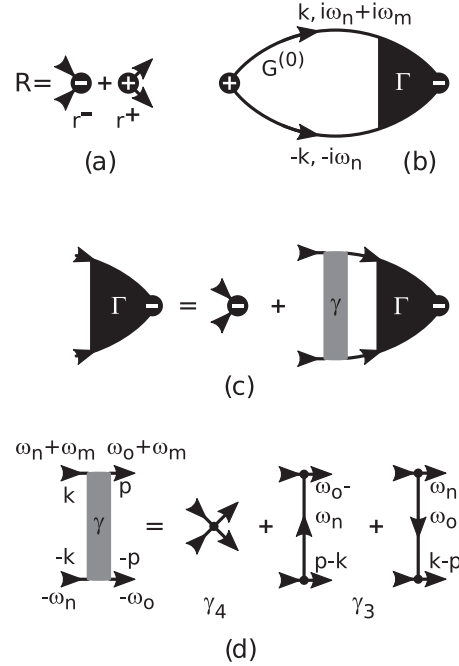 R= − + +
r⁻ r⁺
(a)
k, iωₙ+iωₘ
G⁽⁰⁾
+ Γ −
-k, -iωₙ
(b)
Γ − = − + γ Γ −
(c)
ωₙ+ωₘ ωₒ+ωₘ
k p
γ = + +
-k -p
-ωₙ -ωₒ
γ₄
ωₒ-
ωₙ
p-k
γ₃
ωₙ
ωₒ
k-p
(d)